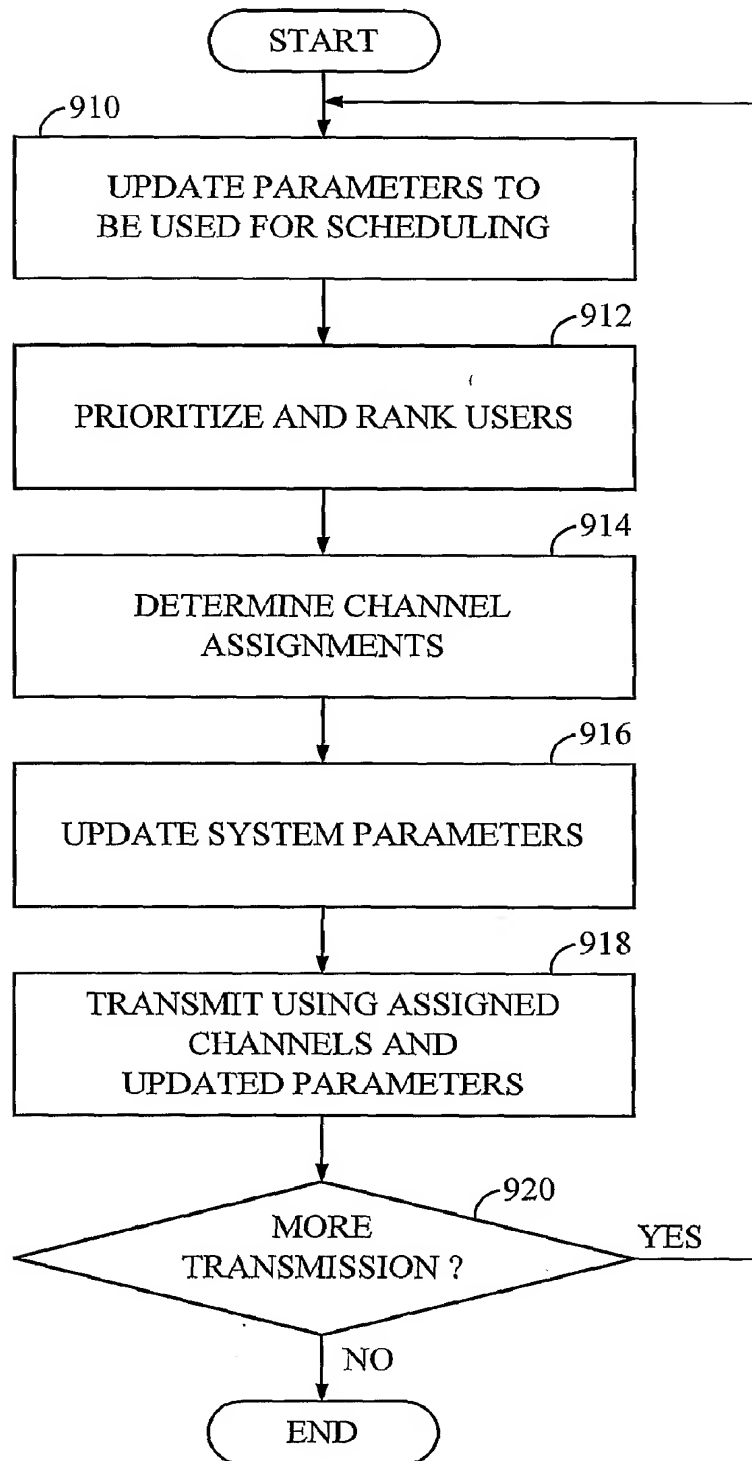 START
910
UPDATE PARAMETERS TO
BE USED FOR SCHEDULING
912
PRIORITIZE AND RANK USERS
914
DETERMINE CHANNEL
ASSIGNMENTS
916
UPDATE SYSTEM PARAMETERS
918
TRANSMIT USING ASSIGNED
CHANNELS AND
UPDATED PARAMETERS
920
MORE
TRANSMISSION ?
YES
NO
END